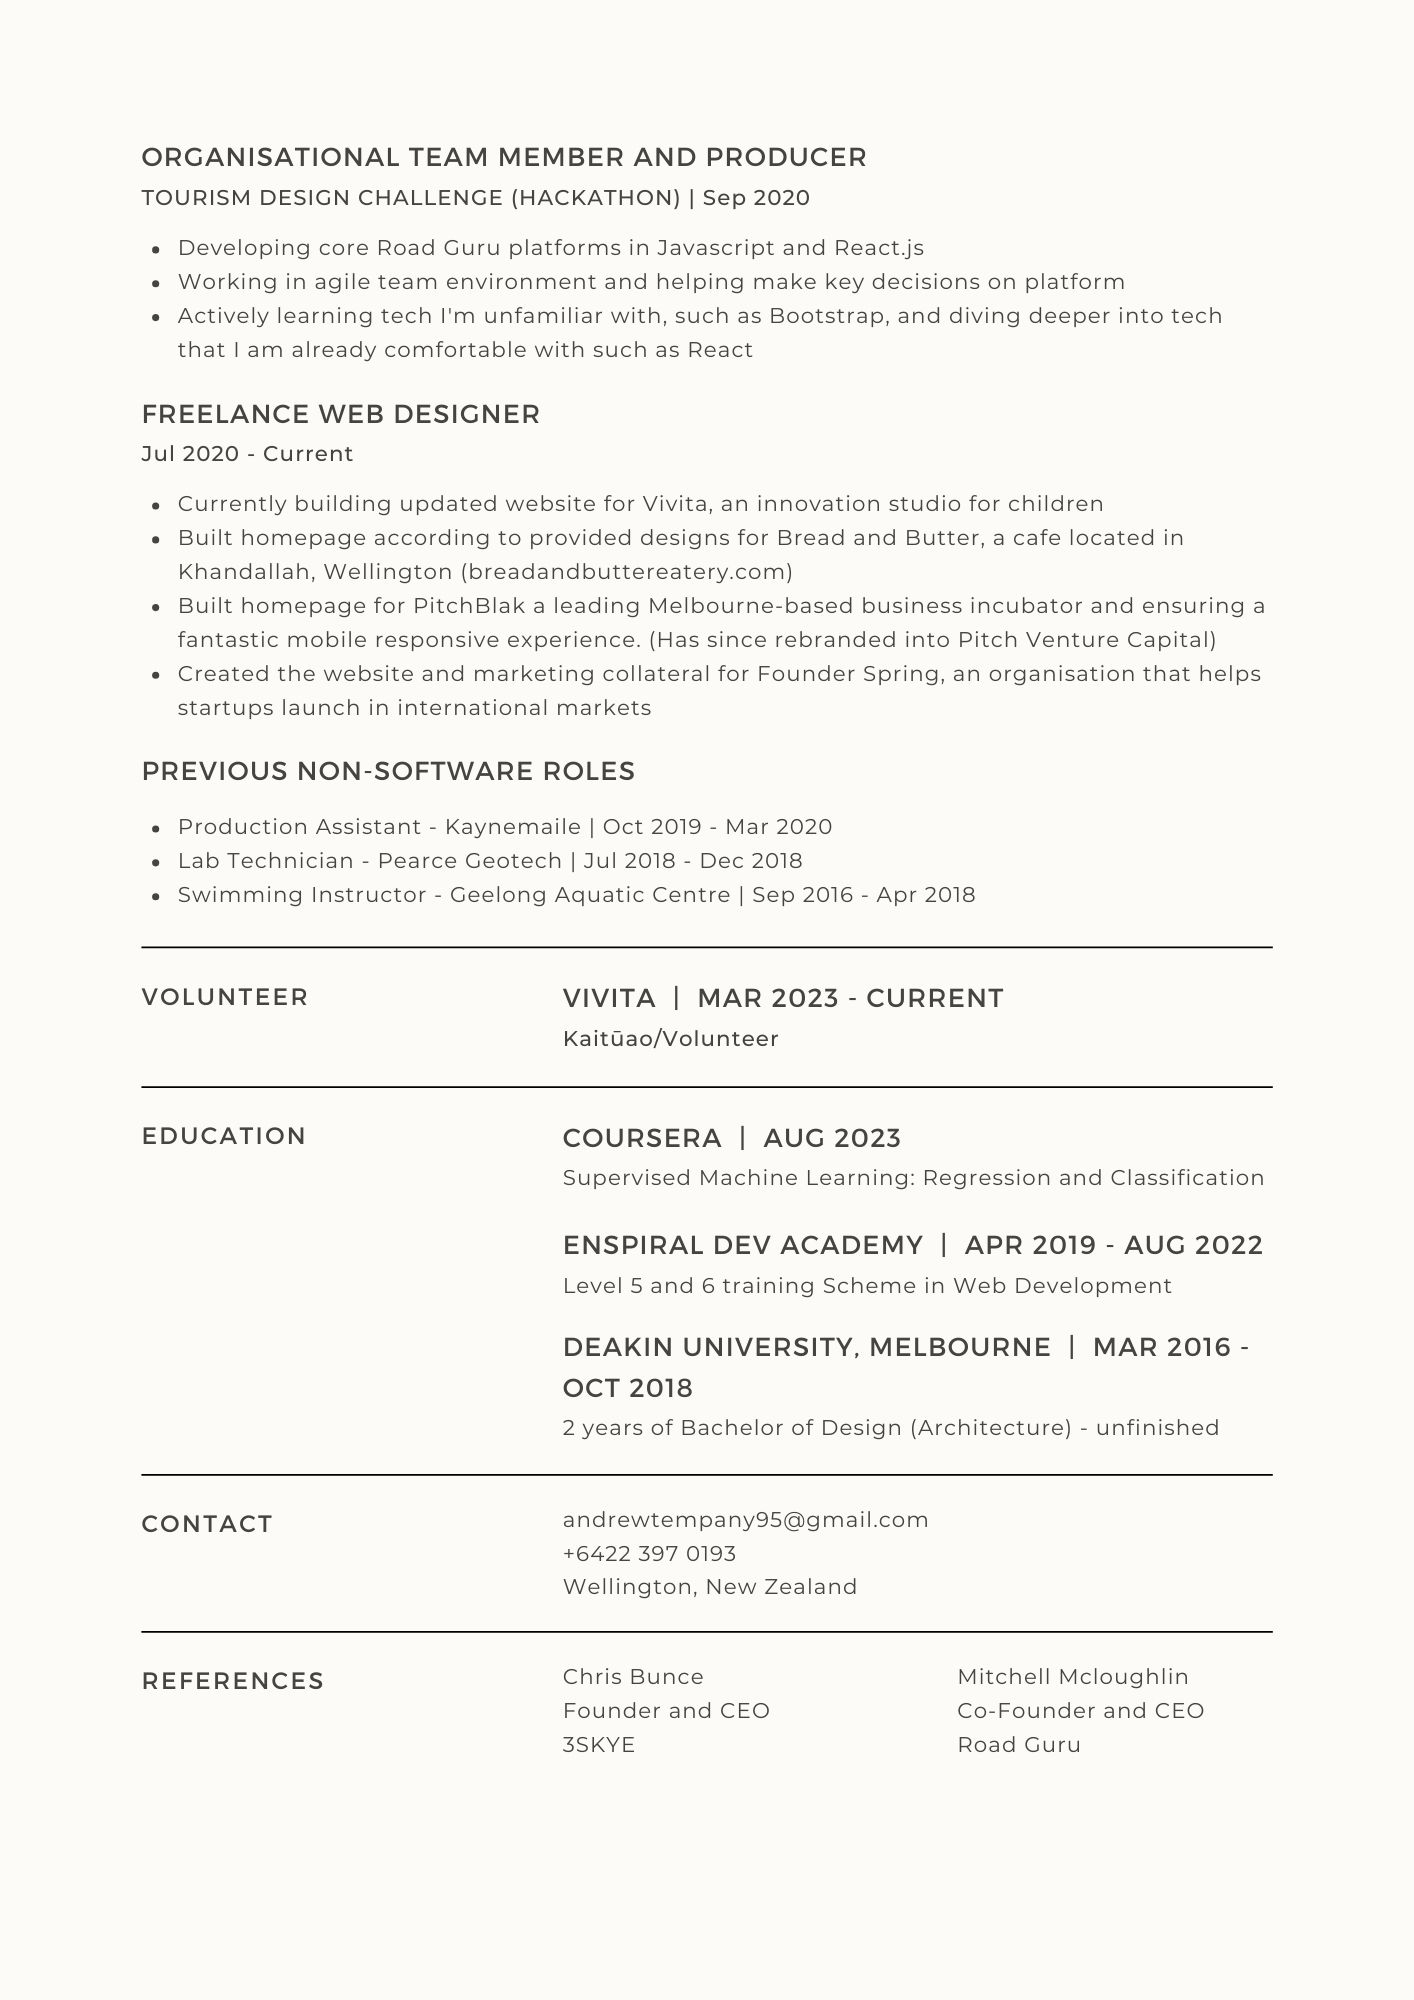 ORGANISATIONAL TEAM MEMBER AND PRODUCER
TOURISM DESIGN CHALLENGE (HACKATHON) | Sep 2020
• Developing core Road Guru platforms in Javascript and React.js
• Working in agile team environment and helping make key decisions on platform
• Actively learning tech I'm unfamiliar with, such as Bootstrap, and diving deeper into tech
that I am already comfortable with such as React
FREELANCE WEB DESIGNER
Jul 2020 - Current
• Currently building updated website for Vivita, an innovation studio for children
• Built homepage according to provided designs for Bread and Butter, a cafe located in
Khandallah, Wellington (breadandbuttereatery.com)
• Built homepage for PitchBlak a leading Melbourne-based business incubator and ensuring a
fantastic mobile responsive experience. (Has since rebranded into Pitch Venture Capital)
• Created the website and marketing collateral for Founder Spring, an organisation that helps
startups launch in international markets
PREVIOUS NON-SOFTWARE ROLES
• Production Assistant - Kaynemaile | Oct 2019 - Mar 2020
• Lab Technician - Pearce Geotech | Jul 2018 - Dec 2018
• Swimming Instructor - Geelong Aquatic Centre | Sep 2016 - Apr 2018
VOLUNTEER
VIVITA | MAR 2023 - CURRENT
Kaitūao/Volunteer
EDUCATION
COURSERA | AUG 2023
Supervised Machine Learning: Regression and Classification
ENSPIRAL DEV ACADEMY | APR 2019 - AUG 2022
Level 5 and 6 training Scheme in Web Development
DEAKIN UNIVERSITY, MELBOURNE | MAR 2016 -
OCT 2018
2 years of Bachelor of Design (Architecture) - unfinished
CONTACT
andrewtempany95@gmail.com
+6422 397 0193
Wellington, New Zealand
REFERENCES
Chris Bunce
Founder and CEO
3SKYE
Mitchell Mcloughlin
Co-Founder and CEO
Road Guru